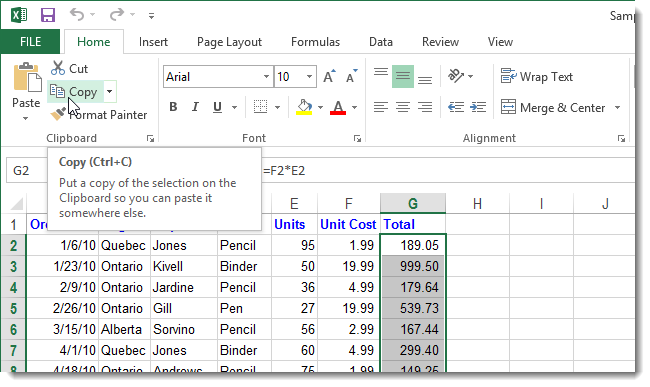 Samp
FILE Home Insert Page Layout Formulas Data Review View
Paste
Cut
Copy
Format Painter
Clipboard
Arial 10 A A
B I U A
Font
Wrap Text
Merge & Center
Alignment
G2 =F2*E2
Copy (Ctrl+C)
Put a copy of the selection on the
Clipboard so you can paste it
somewhere else.
E F G H I J
1 Units Unit Cost Total
2 1/6/10 Quebec Jones Pencil 95 1.99 189.05
3 1/23/10 Ontario Kivell Binder 50 19.99 999.50
4 2/9/10 Ontario Jardine Pencil 36 4.99 179.64
5 2/26/10 Ontario Gill Pen 27 19.99 539.73
6 3/15/10 Alberta Sorvino Pencil 56 2.99 167.44
7 4/1/10 Quebec Jones Binder 60 4.99 299.40
8 4/18/10 Ontario Andrews Pencil 75 1.99 149.25